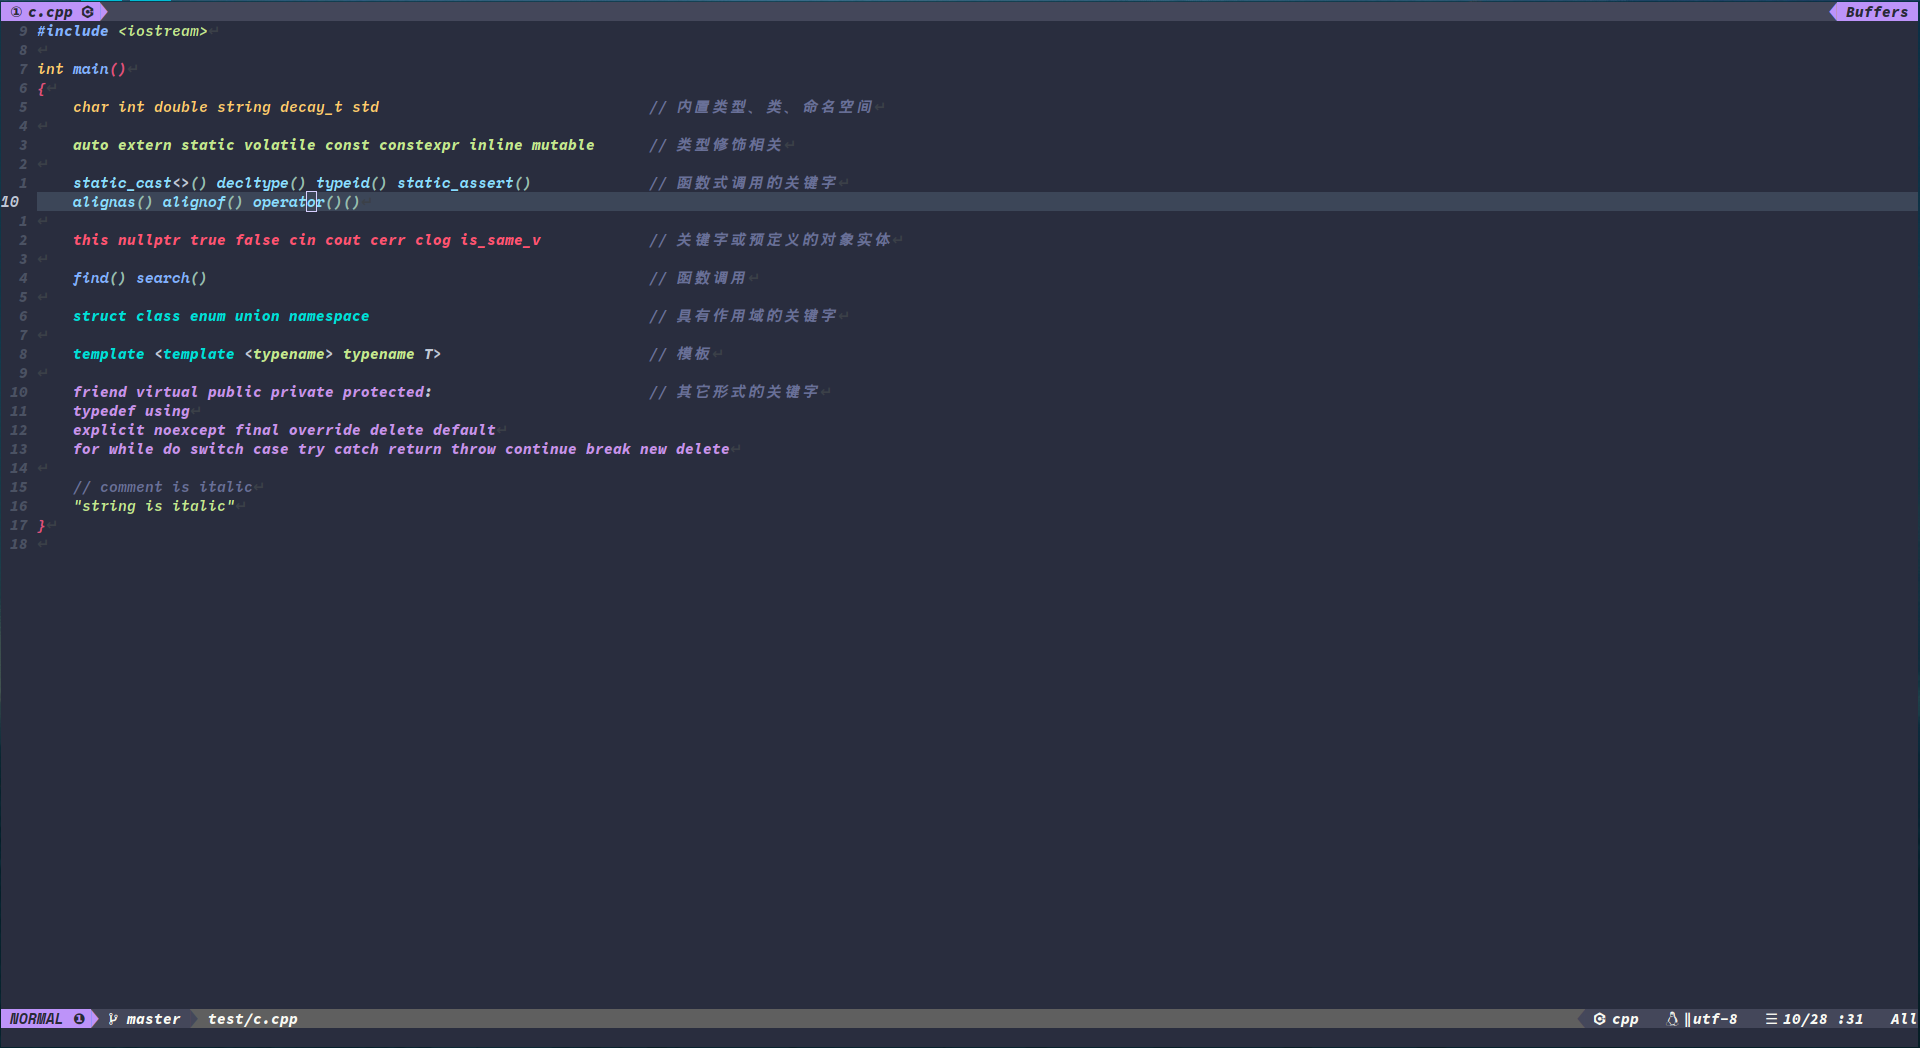 ① c.cpp Buffers
9 #include <iostream>↵
8 ↵
7 int main()↵
6 {↵
5 char int double string decay_t std // 内置类型、类、命名空间↵
4 ↵
3 auto extern static volatile const constexpr inline mutable // 类型修饰相关↵
2 ↵
1 static_cast<>() decltype() typeid() static_assert() // 函数式调用的关键字↵
10 alignas() alignof() operator()()↵
1 ↵
2 this nullptr true false cin cout cerr clog is_same_v // 关键字或预定义的对象实体↵
3 ↵
4 find() search() // 函数调用↵
5 ↵
6 struct class enum union namespace // 具有作用域的关键字↵
7 ↵
8 template <template <typename> typename T> // 模板↵
9 ↵
10 friend virtual public private protected: // 其它形式的关键字↵
11 typedef using↵
12 explicit noexcept final override delete default↵
13 for while do switch case try catch return throw continue break new delete↵
14 ↵
15 // comment is italic↵
16 "string is italic"↵
17 }↵
18 ↵
NORMAL ❶ master test/c.cpp cpp ‖utf-8 ☰ 10/28 :31 All